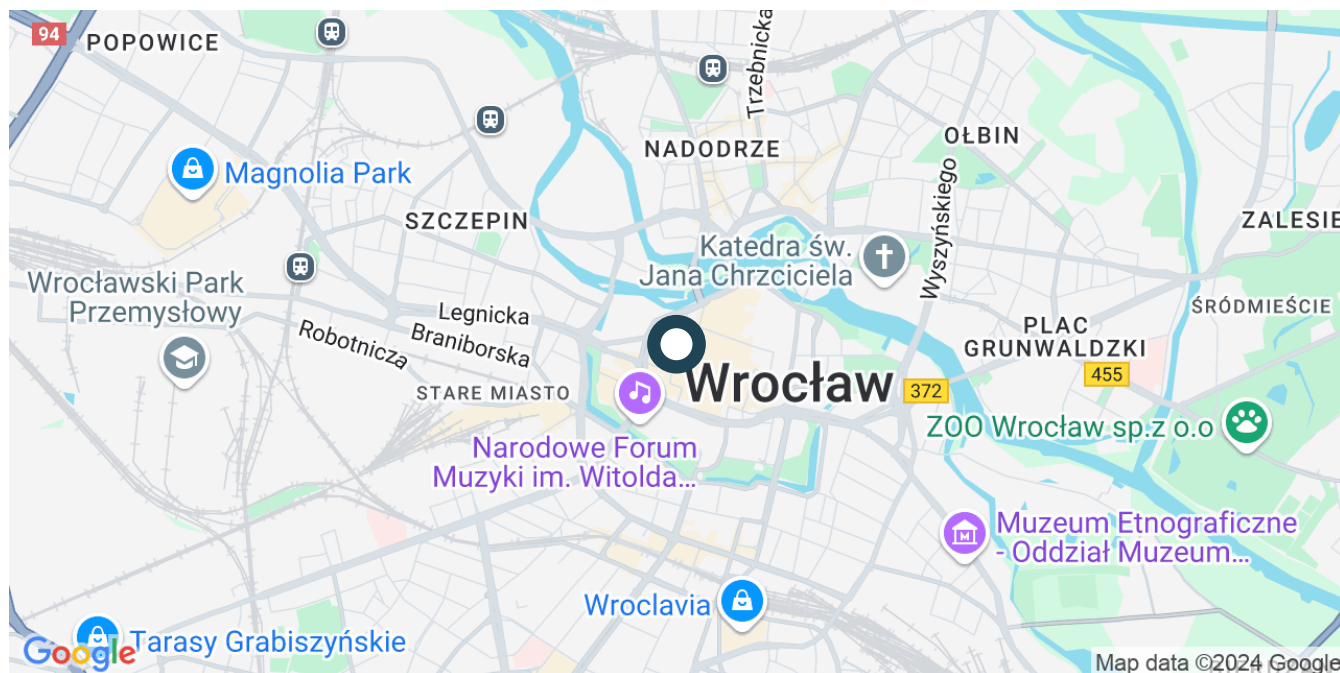 94
POPOWICE
Trzebnicka
OŁBIN
NADODRZE
Magnolia Park
Wyszyńskiego
SZCZEPIN
ZALESIE
Katedra św.
Jana Chrzciciela
Wrocławski Park
Przemysłowy
Legnicka
Braniborska
Robotnicza
ŚRÓDMIEŚCIE
PLAC
GRUNWALDZKI
STARE MIASTO
Wrocław
372
455
ZOO Wrocław sp.z o.o
Narodowe Forum
Muzyki im. Witolda...
Muzeum Etnograficzne
- Oddział Muzeum...
Wroclavia
Tarasy Grabiszyńskie
Google
Map data ©2024 Google